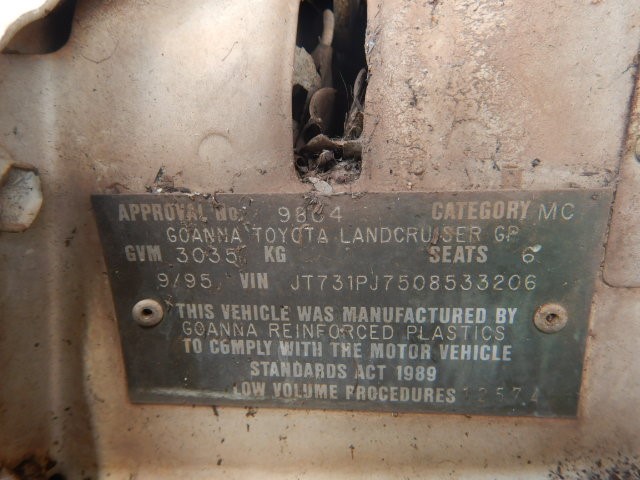 APPROVAL No. 9804 CATEGORY MC
GOANNA TOYOTA LANDCRUISER GP
GVM 3035 KG SEATS 6
9/95 VIN JT731PJ7508533206
THIS VEHICLE WAS MANUFACTURED BY
GOANNA REINFORCED PLASTICS
TO COMPLY WITH THE MOTOR VEHICLE
STANDARDS ACT 1989
LOW VOLUME PROCEDURES 12574